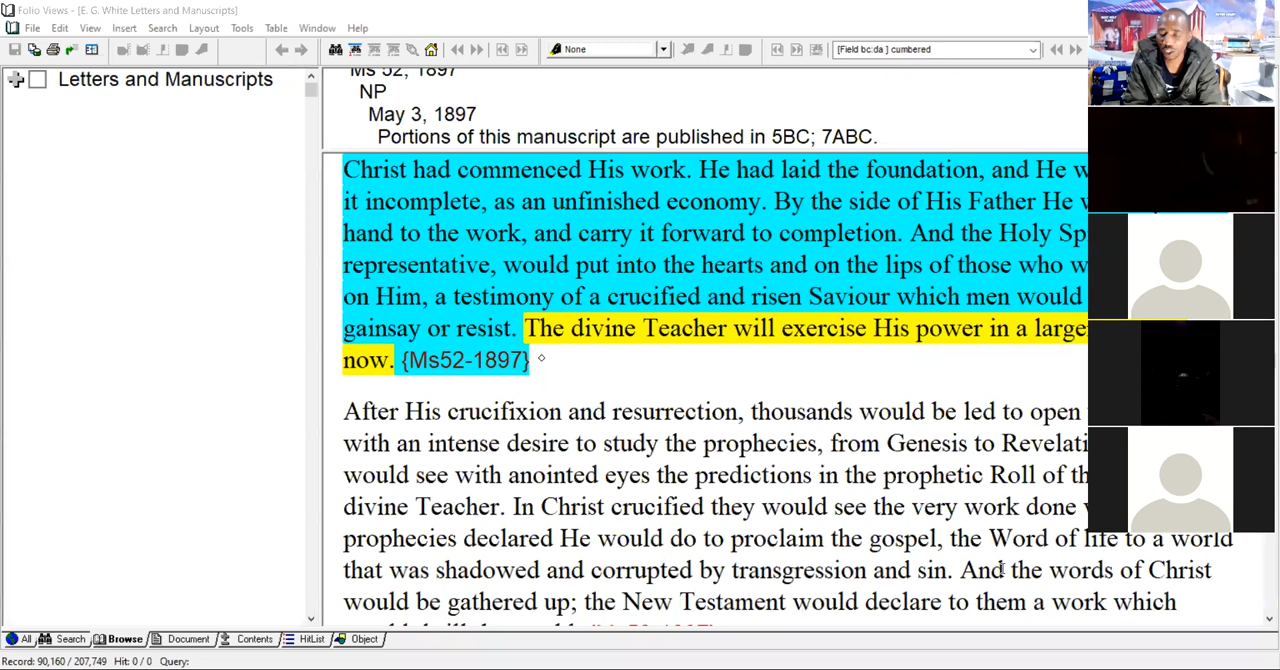 Folio Views - [E. G. White Letters and Manuscripts]
File Edit View Insert Search Layout Tools Table Window Help
None
[Field bc:da ] cumbered
Letters and Manuscripts
Ms 52, 1897
NP
May 3, 1897
Portions of this manuscript are published in 5BC; 7ABC.
Christ had commenced His work. He had laid the foundation, and He
it incomplete, as an unfinished economy. By the side of His Father He
hand to the work, and carry it forward to completion. And the Holy
representative, would put into the hearts and on the lips of those who
on Him, a testimony of a crucified and risen Saviour which men would
gainsay or resist. The divine Teacher will exercise His power in a
now. {Ms52-1897}
After His crucifixion and resurrection, thousands would be led to open
with an intense desire to study the prophecies, from Genesis to
would see with anointed eyes the predictions in the prophetic Roll of
divine Teacher. In Christ crucified they would see the very work done
prophecies declared He would do to proclaim the gospel, the Word of life to a world
that was shadowed and corrupted by transgression and sin. And the words of Christ
would be gathered up; the New Testament would declare to them a work which
All Search Browse Document Contents HitList Object
Record: 90,160 / 207,749 Hit: 0 / 0 Query: